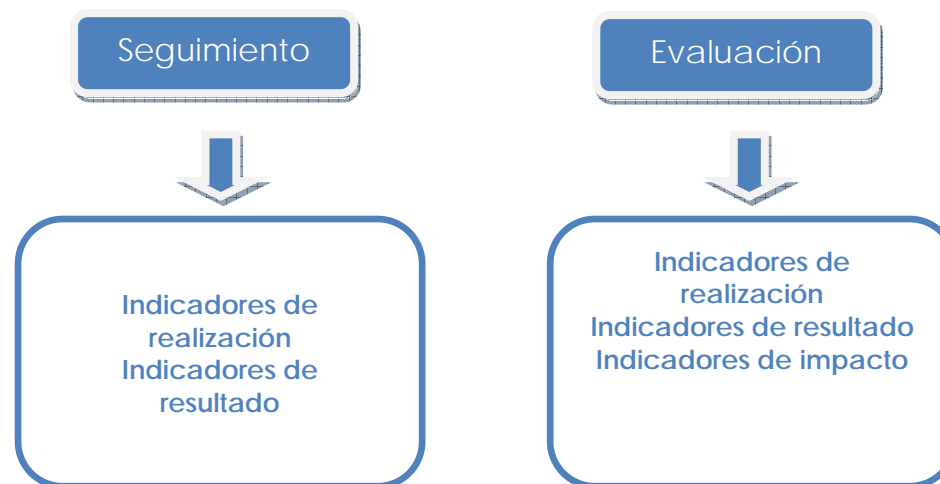 Seguimiento
Evaluación
Indicadores de
realización
Indicadores de
resultado
Indicadores de
realización
Indicadores de resultado
Indicadores de impacto